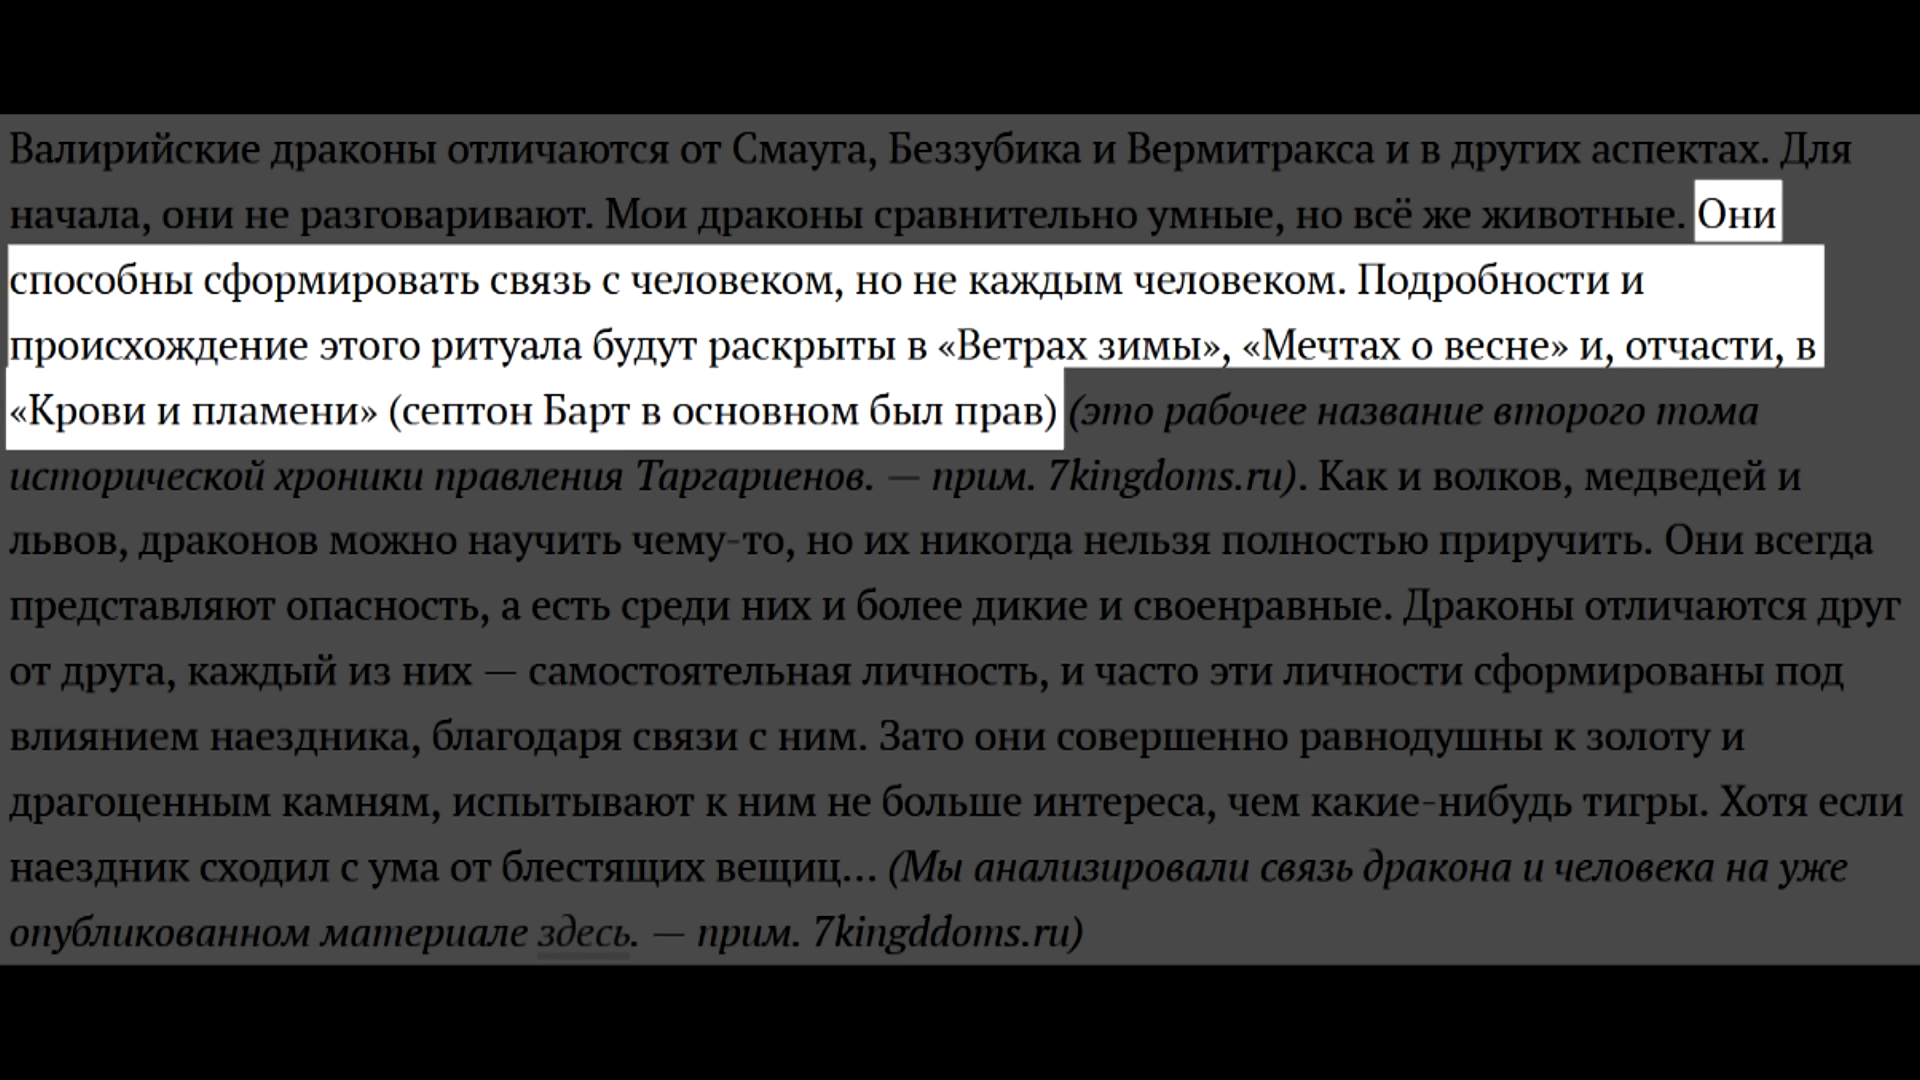 Валирийские драконы отличаются от Смауга, Беззубика и Вермитракса и в других аспектах. Для
начала, они не разговаривают. Мои драконы сравнительно умные, но всё же животные. Они
способны сформировать связь с человеком, но не каждым человеком. Подробности и
происхождение этого ритуала будут раскрыты в «Ветрах зимы», «Мечтах о весне» и, отчасти, в
«Крови и пламени» (септон Барт в основном был прав) (это рабочее название второго тома
исторической хроники правления Таргариенов. — прим. 7kingdoms.ru). Как и волков, медведей и
львов, драконов можно научить чему-то, но их никогда нельзя полностью приручить. Они всегда
представляют опасность, а есть среди них и более дикие и своенравные. Драконы отличаются друг
от друга, каждый из них — самостоятельная личность, и часто эти личности сформированы под
влиянием наездника, благодаря связи с ним. Зато они совершенно равнодушны к золоту и
драгоценным камням, испытывают к ним не больше интереса, чем какие-нибудь тигры. Хотя если
наездник сходил с ума от блестящих вещиц... (Мы анализировали связь дракона и человека на уже
опубликованном материале здесь. — прим. 7kingddoms.ru)